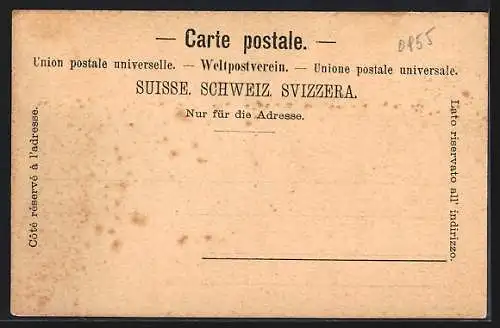 — Carte postale. —
0855
Union postale universelle. — Weltpostverein. — Unione postale universale.
SUISSE. SCHWEIZ. SVIZZERA.
Nur für die Adresse.
Côté réservé à l'adresse.
Lato riservato all' indirizzo.